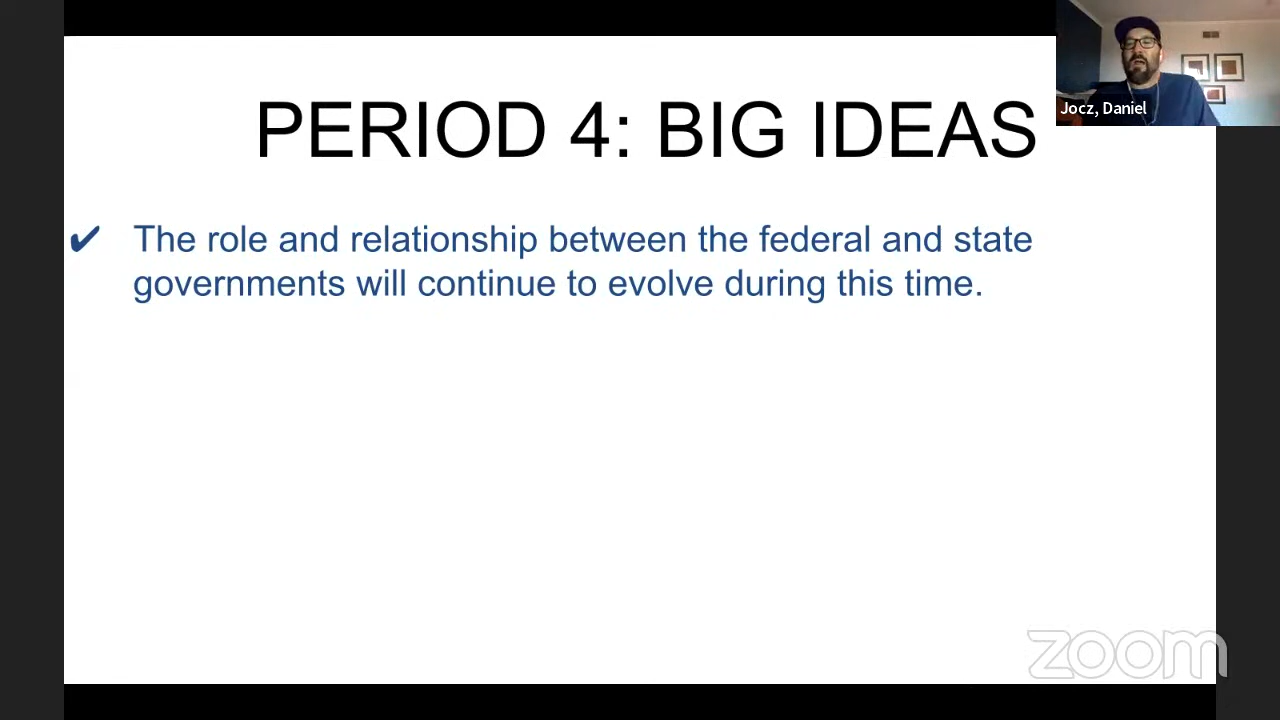 PERIOD 4: BIG IDEAS
Jocz, Daniel
✔ The role and relationship between the federal and state
governments will continue to evolve during this time.
zoom